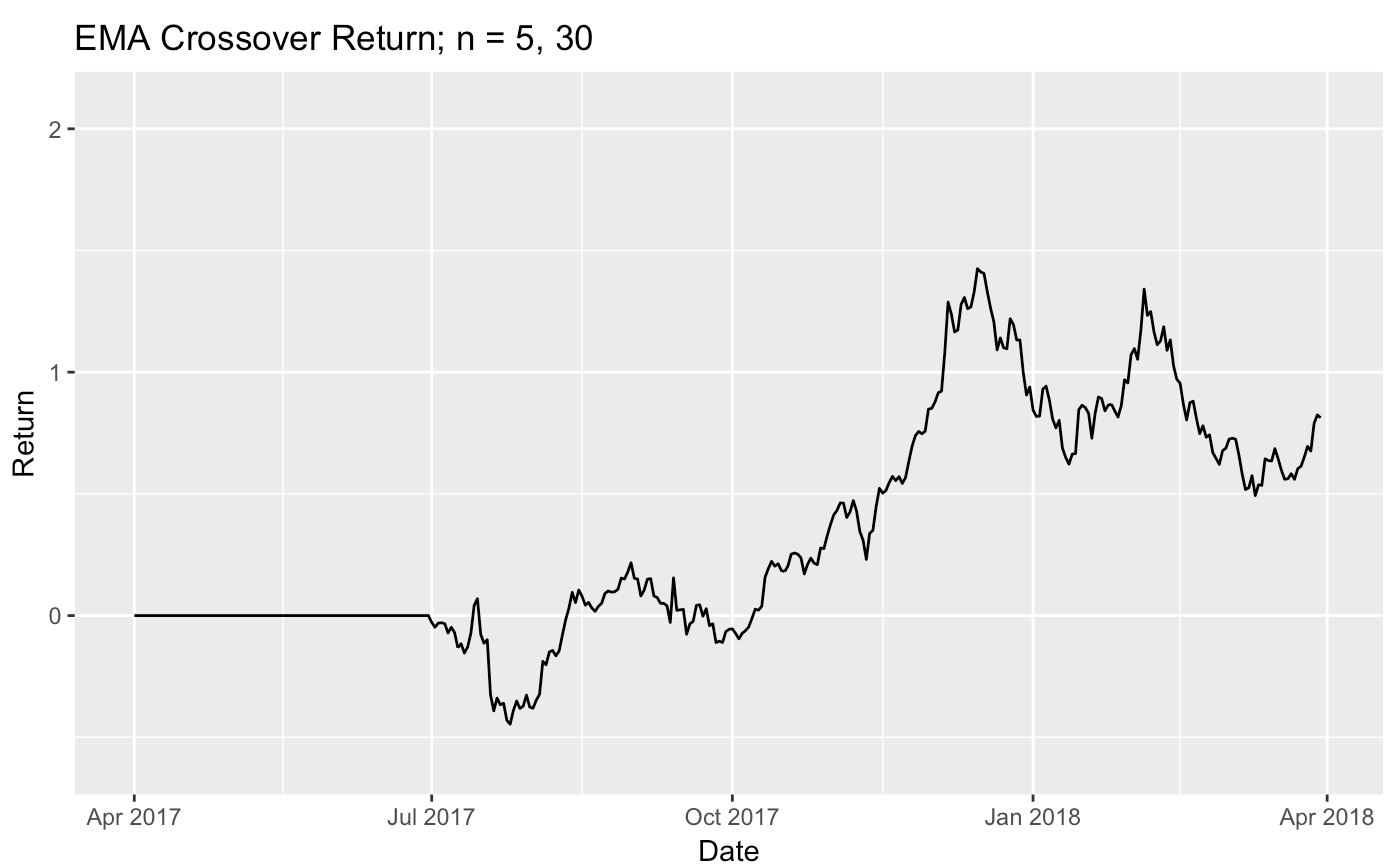 EMA Crossover Return; n = 5, 30
2
1
0
Return
Apr 2017
Jul 2017
Oct 2017
Jan 2018
Apr 2018
Date